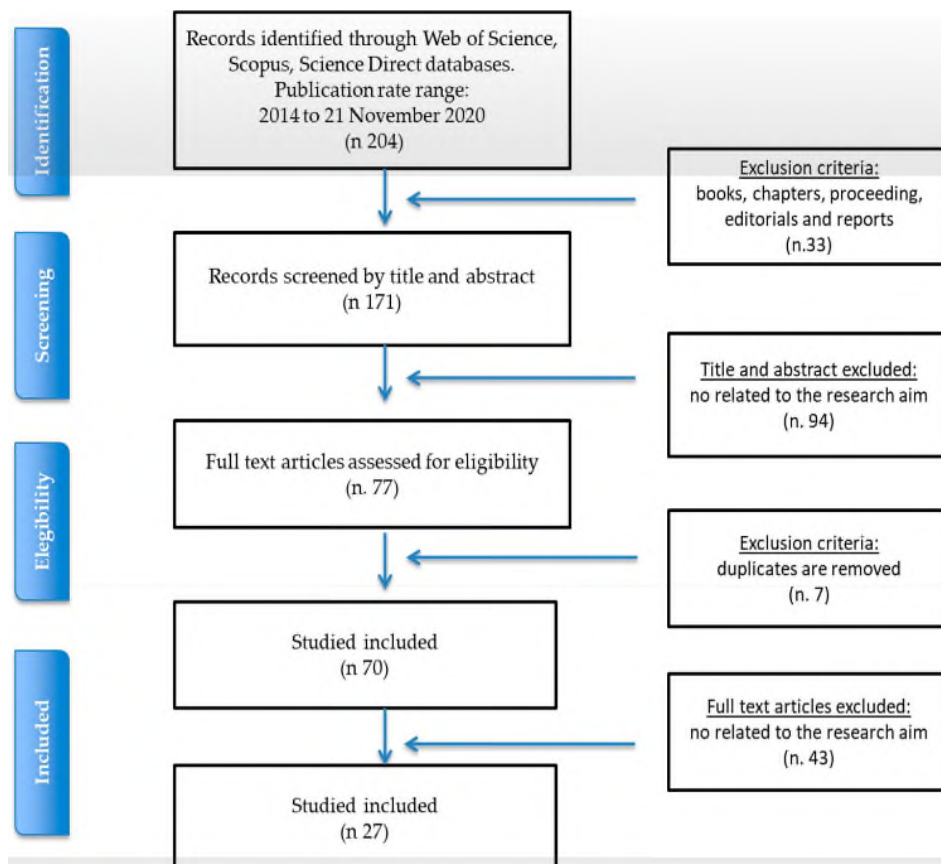 Identification
Records identified through Web of Science,
Scopus, Science Direct databases.
Publication rate range:
2014 to 21 November 2020
(n 204)
Exclusion criteria:
books, chapters, proceeding,
editorials and reports
(n.33)
Screening
Records screened by title and abstract
(n 171)
Title and abstract excluded:
no related to the research aim
(n. 94)
Elegibility
Full text articles assessed for eligibility
(n. 77)
Exclusion criteria:
duplicates are removed
(n. 7)
Included
Studied included
(n 70)
Full text articles excluded:
no related to the research aim
(n. 43)
Studied included
(n 27)